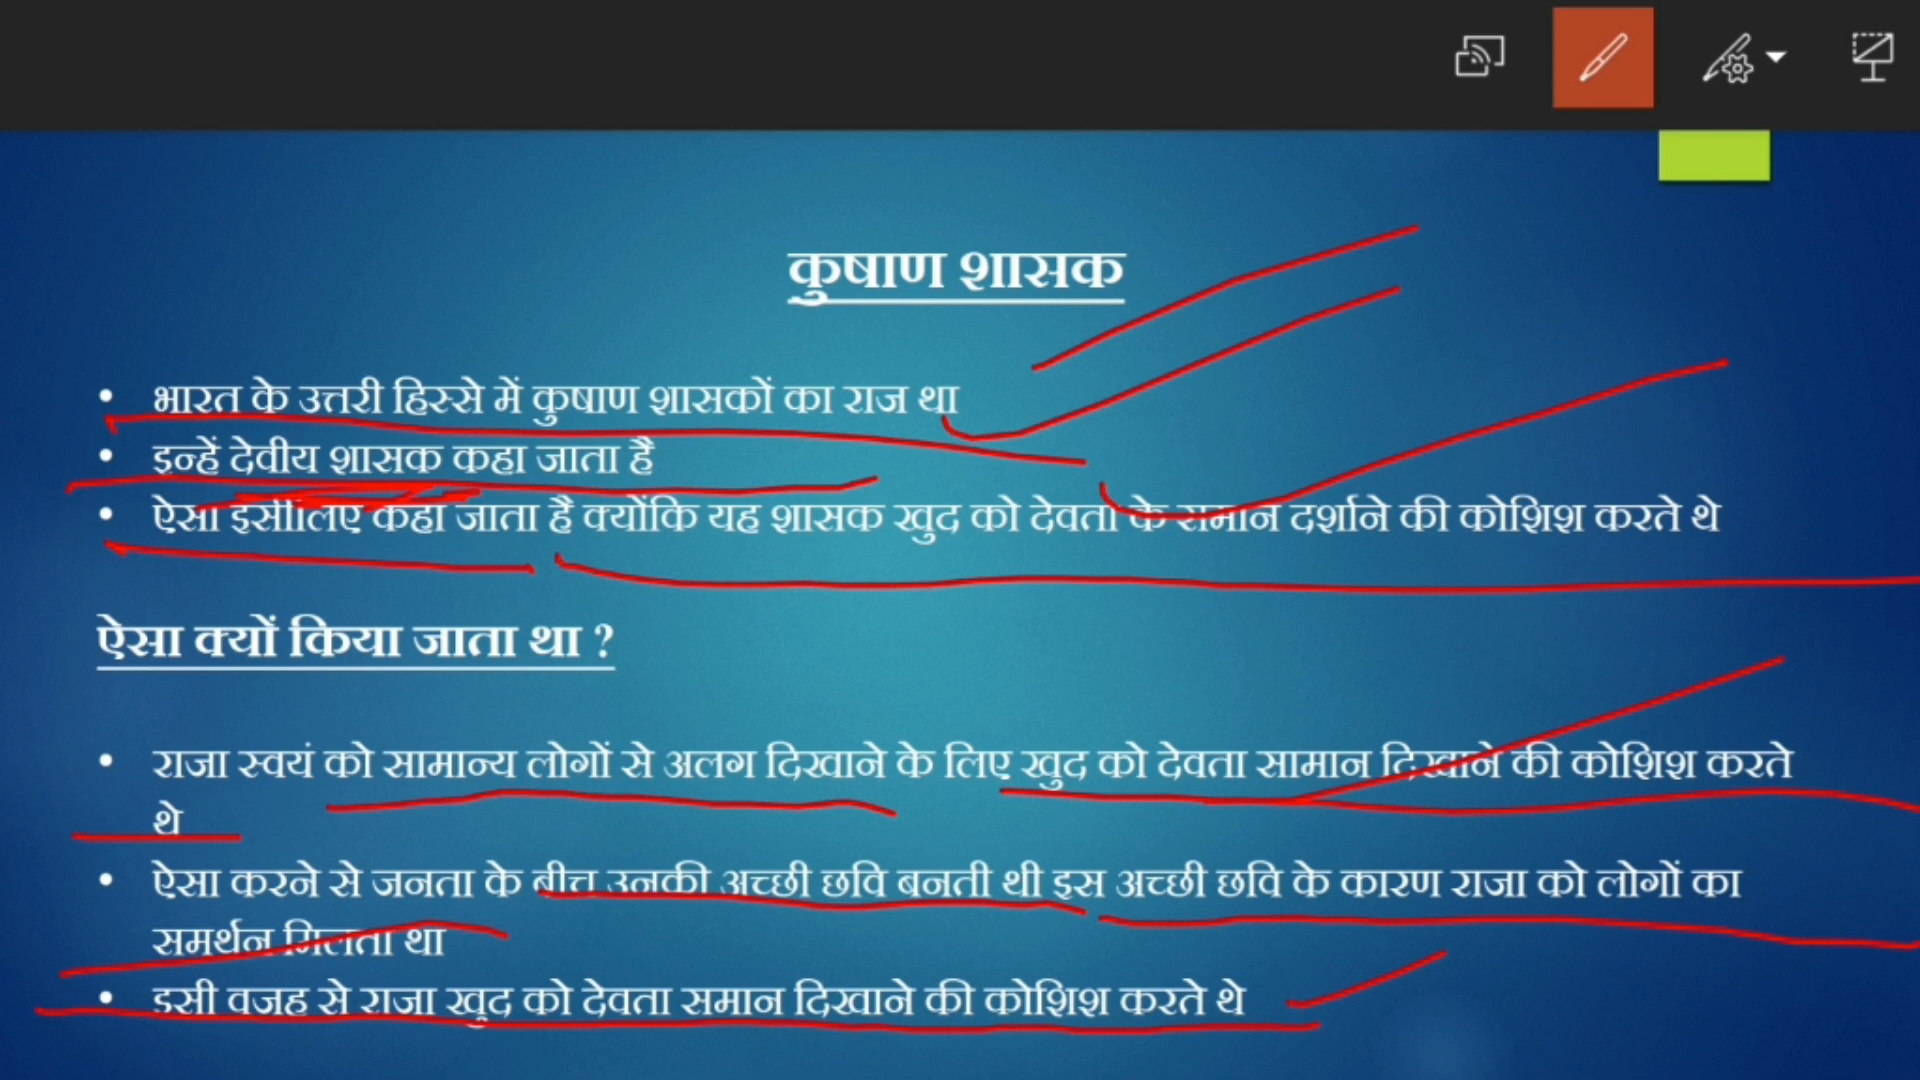 कुषाण शासक
• भारत के उत्तरी हिस्से में कुषाण शासकों का राज था
• इन्हें देवीय शासक कहा जाता है
• ऐसा इसीलिए कहा जाता है क्योंकि यह शासक खुद को देवता के समान दर्शाने की कोशिश करते थे
ऐसा क्यों किया जाता था ?
• राजा स्वयं को सामान्य लोगों से अलग दिखाने के लिए खुद को देवता सामान दिखाने की कोशिश करते
थे
• ऐसा करने से जनता के बीच उनकी अच्छी छवि बनती थी इस अच्छी छवि के कारण राजा को लोगों का
समर्थन मिलता था
• इसी वजह से राजा खुद को देवता समान दिखाने की कोशिश करते थे